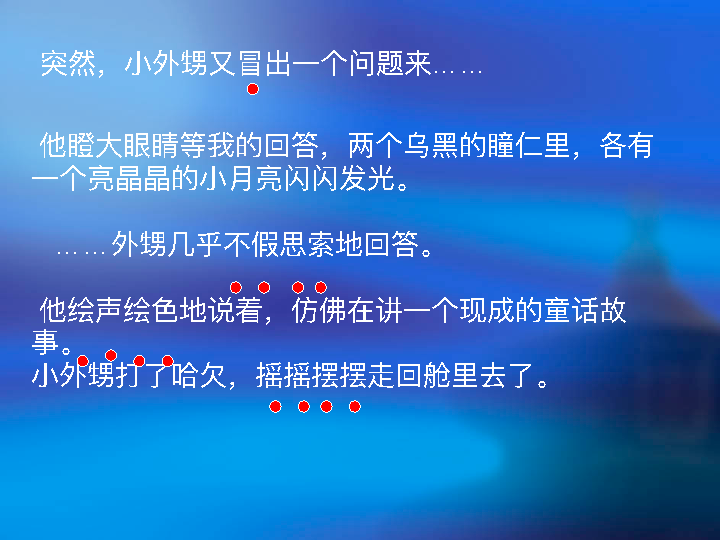 突然，小外甥又冒出一个问题来……
他瞪大眼睛等我的回答，两个乌黑的瞳仁里，各有
一个亮晶晶的小月亮闪闪发光。
……外甥几乎不假思索地回答。
他绘声绘色地说着，仿佛在讲一个现成的童话故
事。
小外甥打了哈欠，摇摇摆摆走回舱里去了。